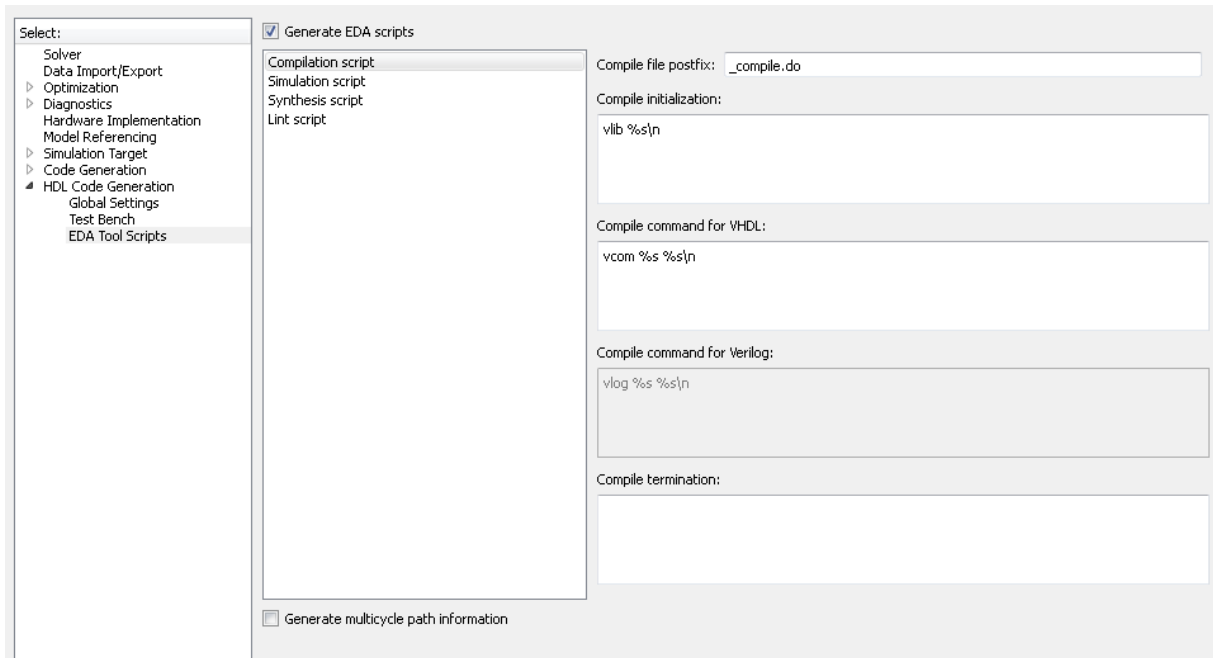 Select:
Solver
Data Import/Export
Optimization
Diagnostics
Hardware Implementation
Model Referencing
Simulation Target
Code Generation
HDL Code Generation
Global Settings
Test Bench
EDA Tool Scripts
Generate EDA scripts
Compilation script
Simulation script
Synthesis script
Lint script
Compile file postfix: _compile.do
Compile initialization:
vlib %s\n
Compile command for VHDL:
vcom %s %s\n
Compile command for Verilog:
vlog %s %s\n
Compile termination:
Generate multicycle path information